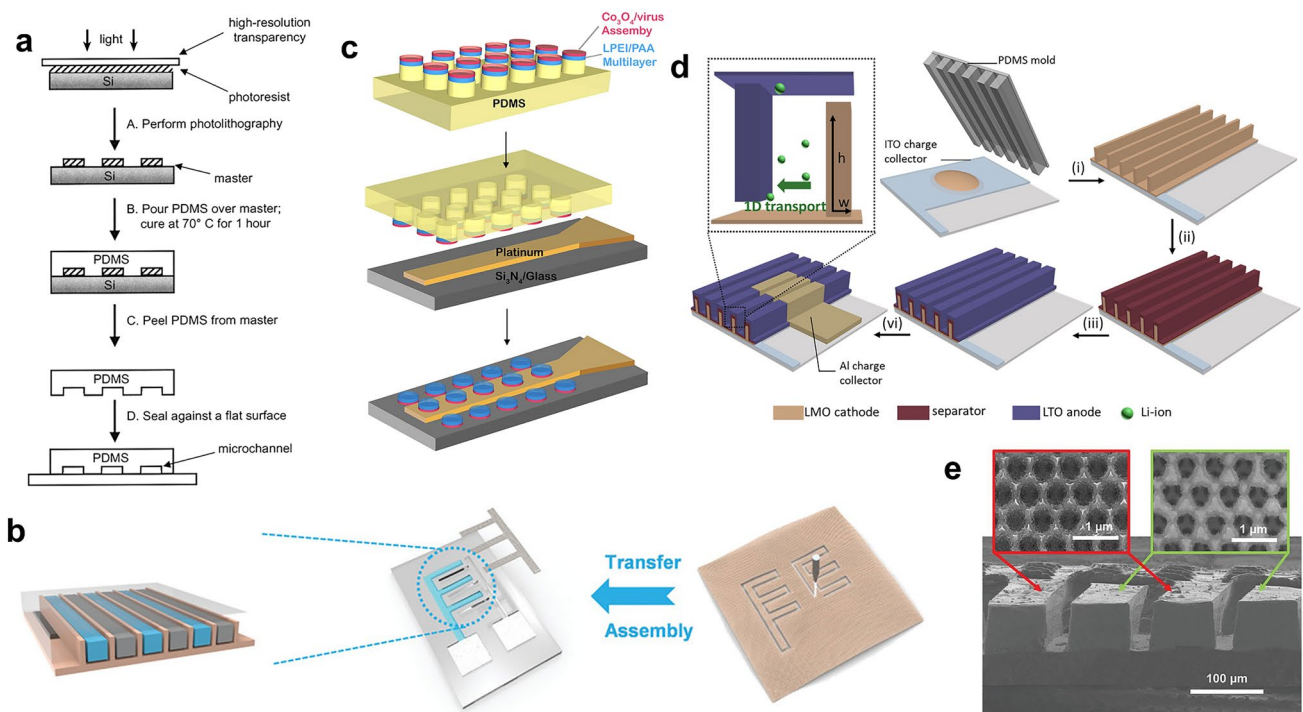 a
light
high-resolution
transparency
Si
photoresist
A. Perform photolithography
Si
master
B. Pour PDMS over master;
cure at 70° C for 1 hour
PDMS
Si
C. Peel PDMS from master
PDMS
D. Seal against a flat surface
microchannel
PDMS
c
Co3O4/virus
Assemby
LPEI/PAA
Multilayer
PDMS
Platinum
Si3N4/Glass
d
PDMS mold
ITO charge
collector
h
w
1D transport
(i)
(ii)
(iii)
(vi)
Al charge
collector
LMO cathode
separator
LTO anode
Li-ion
b
Transfer
Assembly
e
1 µm
1 µm
100 µm